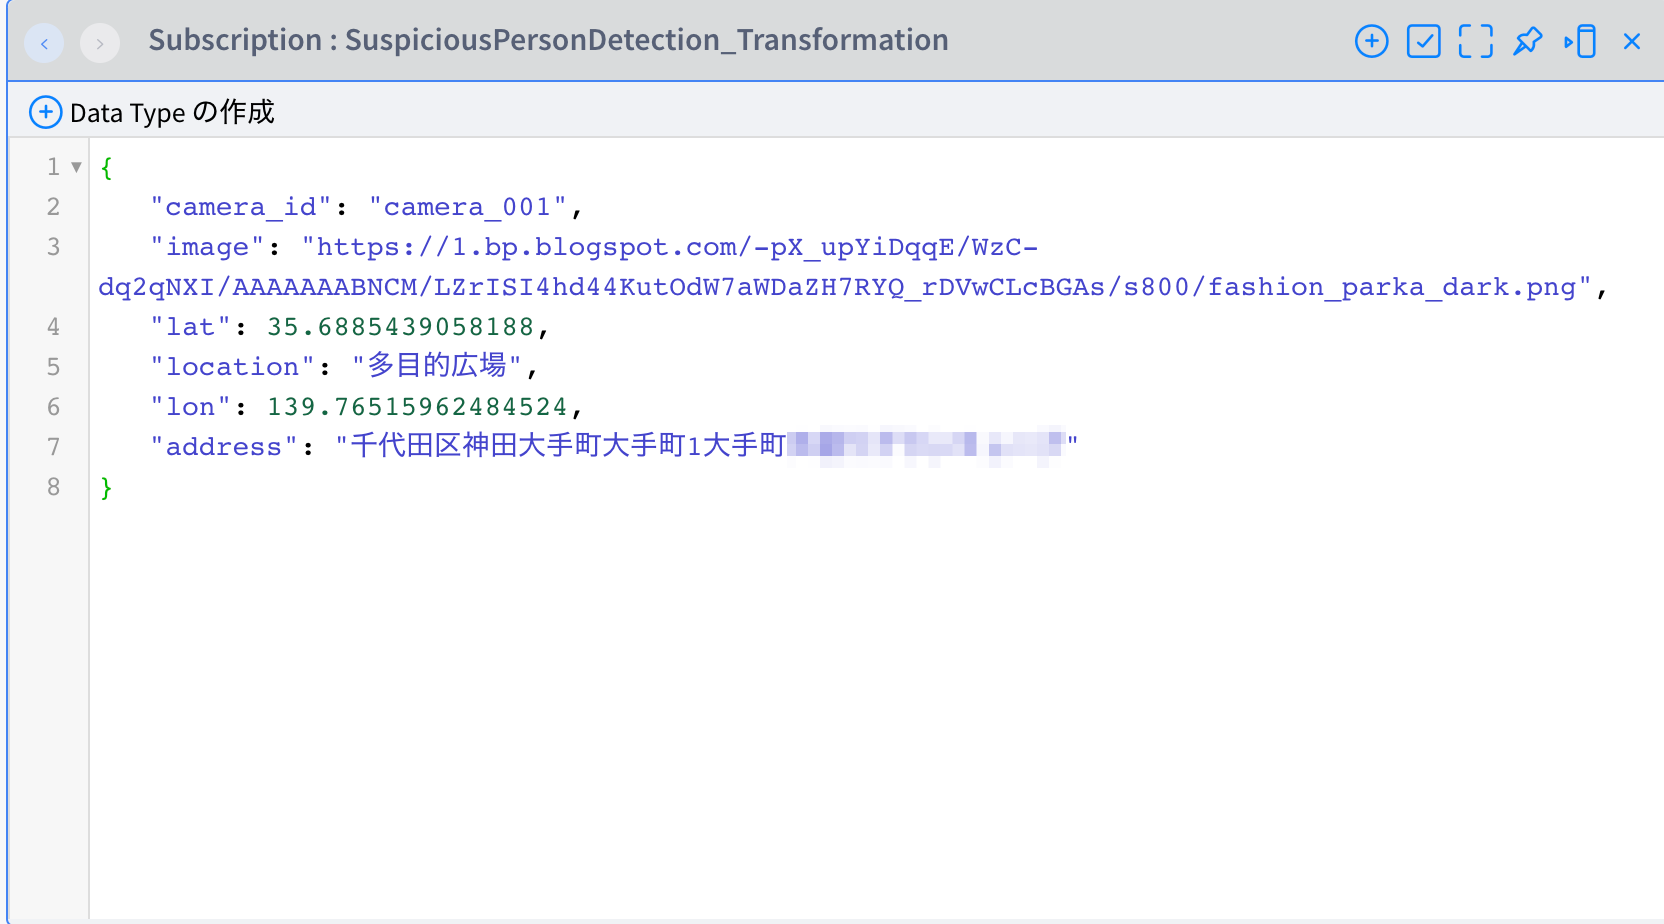 Subscription : SuspiciousPersonDetection_Transformation
Data Type の作成
1 {
2 "camera_id": "camera_001",
3 "image": "https://1.bp.blogspot.com/-pX_upYiDqqE/WzC-
dq2qNXI/AAAAAAABNCM/LZrISI4hd44KutOdW7aWDaZH7RYQ_rDVwCLcBGAs/s800/fashion_parka_dark.png",
4 "lat": 35.6885439058188,
5 "location": "多目的広場",
6 "lon": 139.76515962484524,
7 "address": "千代田区神田大手町大手町1大手町"
8 }